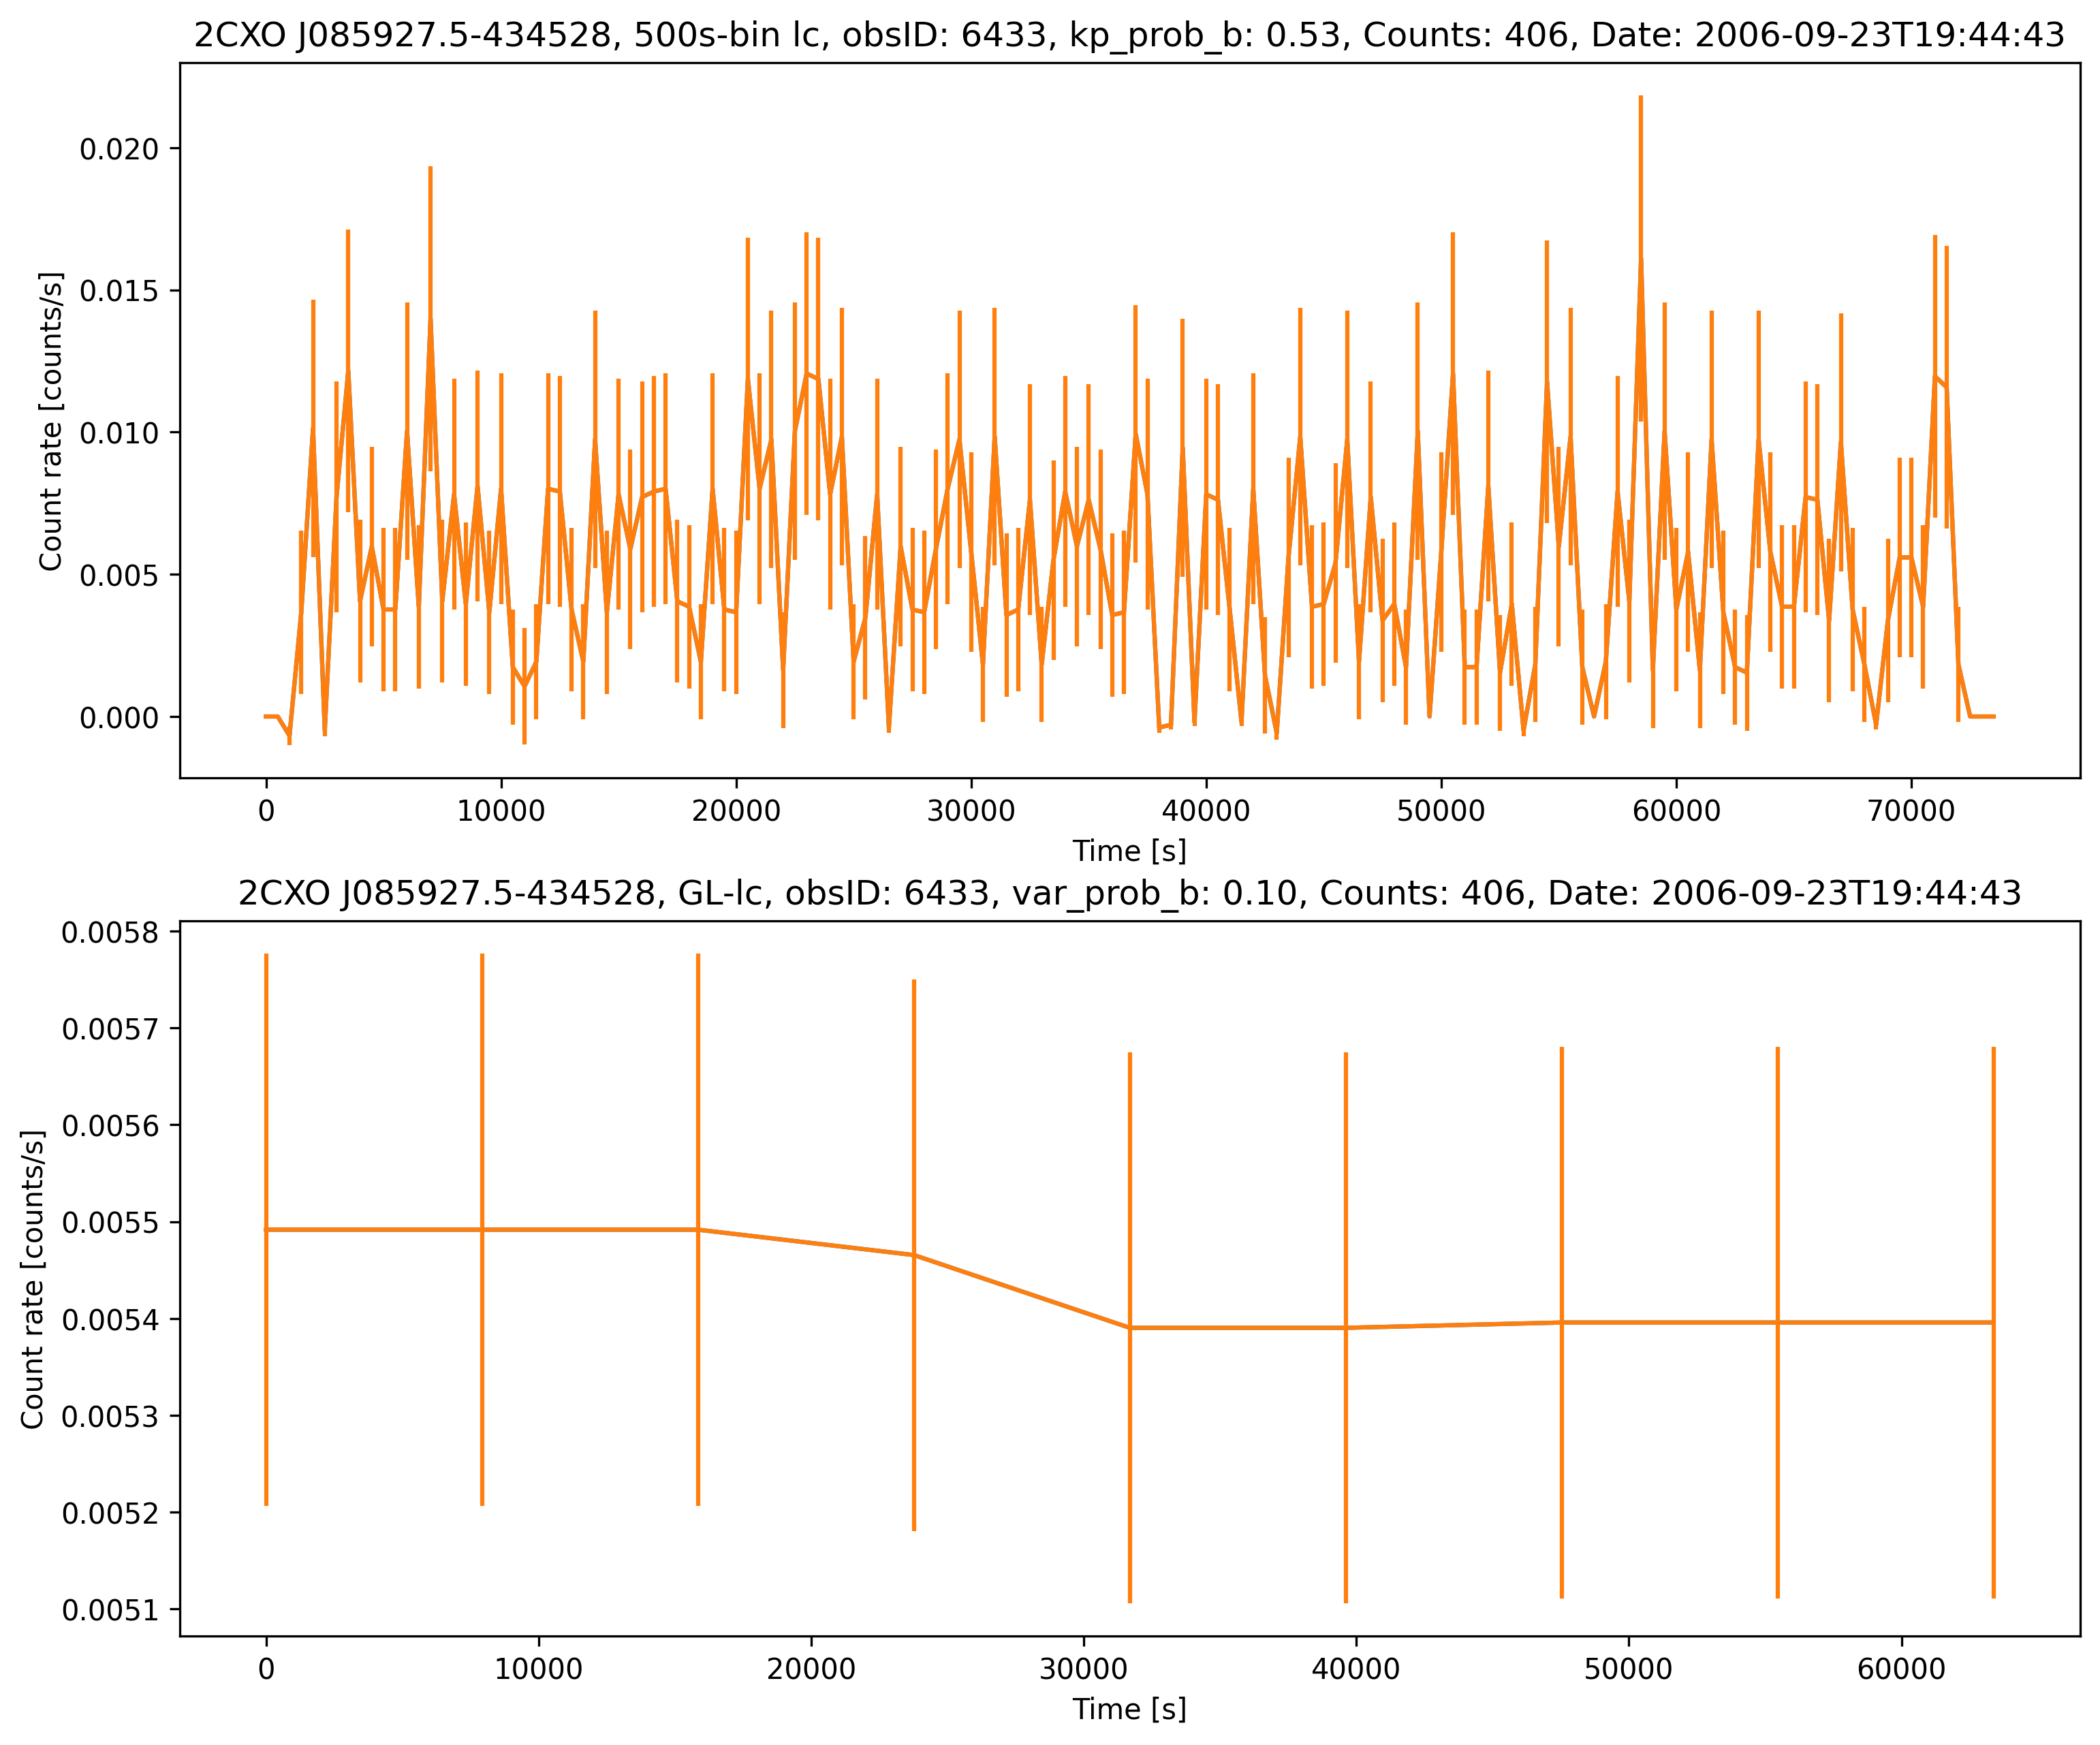 2CXO J085927.5-434528, 500s-bin lc, obsID: 6433, kp_prob_b: 0.53, Counts: 406, Date: 2006-09-23T19:44:43
0.020
0.015
0.010
0.005
0.000
Count rate [counts/s]
0 10000 20000 30000 40000 50000 60000 70000
Time [s]
2CXO J085927.5-434528, GL-lc, obsID: 6433, var_prob_b: 0.10, Counts: 406, Date: 2006-09-23T19:44:43
0.0058
0.0057
0.0056
0.0055
0.0054
0.0053
0.0052
0.0051
Count rate [counts/s]
0 10000 20000 30000 40000 50000 60000
Time [s]